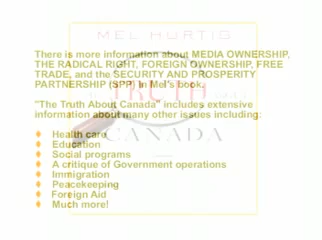 MEL HURTIG
There is more information about MEDIA OWNERSHIP,
THE RADICAL RIGHT, FOREIGN OWNERSHIP, FREE
TRADE, and the SECURITY AND PROSPERITY
PARTNERSHIP (SPP) in Mel's book.
TRUTH
"The Truth About Canada" includes extensive
information about many other issues including:
Health care
CANADA
Education
Social programs
A critique of Government operations
Immigration
Peacekeeping
Foreign Aid
Much more!